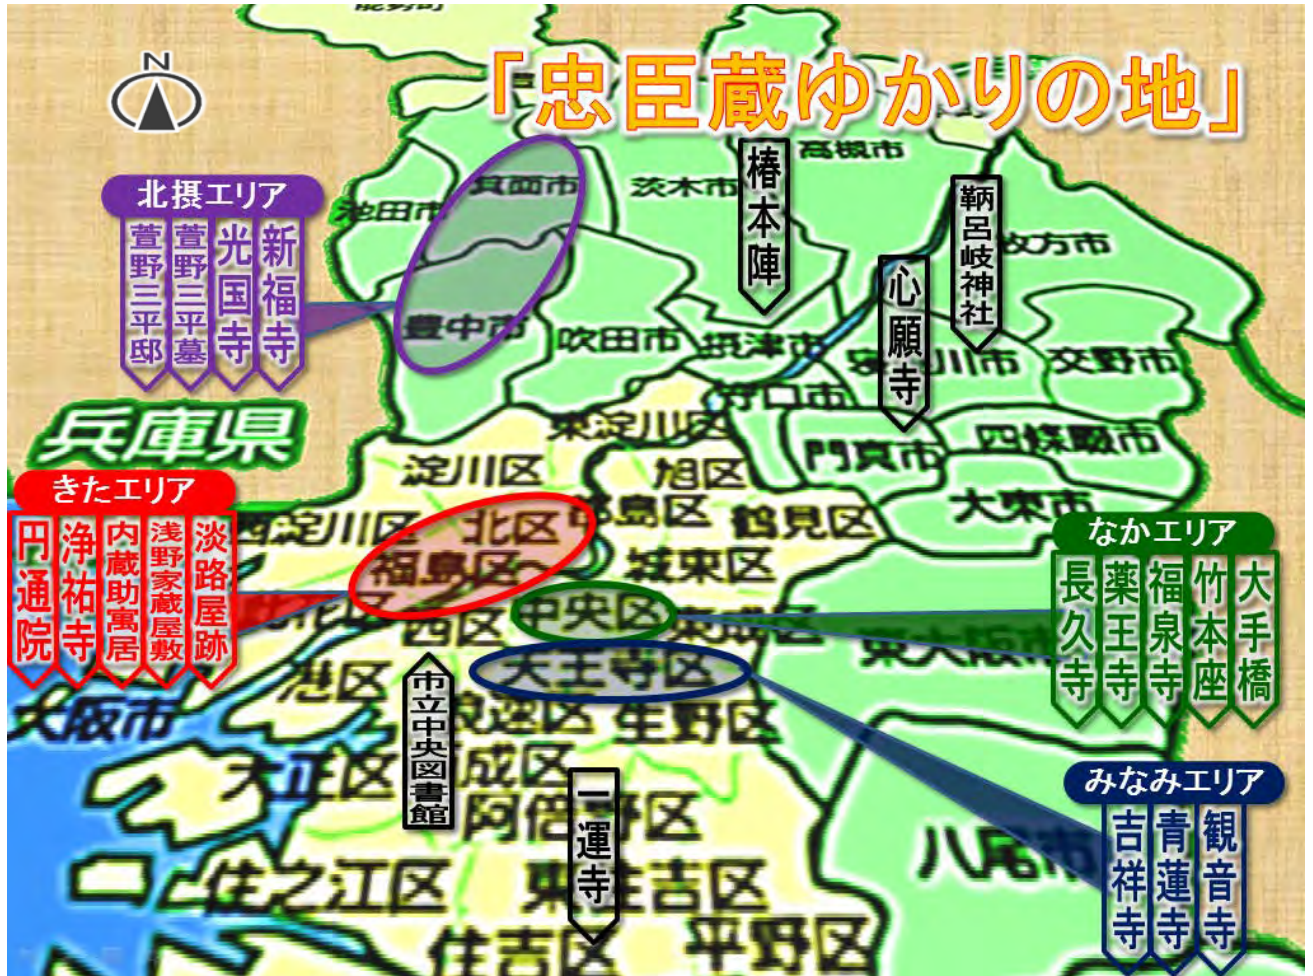 「忠臣蔵ゆかりの地」
N
北摂エリア
新福寺
光国寺
萱野三平墓
萱野三平邸
椿本陣
鞆呂岐神社
心願寺
高槻市
箕面市
茨木市
池田市
枚方市
豊中市
吹田市
摂津市
交野市
守口市
門真市
四條畷市
大東市
兵庫県
東淀川区
淀川区
旭区
西淀川区
北区
鶴見区
福島区
城東区
中央区
西区
東成区
東大阪市
天王寺区
港区
大阪市
浪速区
生野区
大正区
阿倍野区
八尾市
住之江区
東住吉区
住吉区
平野区
きたエリア
淡路屋跡
浅野家蔵屋敷
内蔵助寓居
浄祐寺
円通院
なかエリア
大手橋
竹本座
福泉寺
薬王寺
長久寺
みなみエリア
観音寺
青蓮寺
吉祥寺
市立中央図書館
一運寺